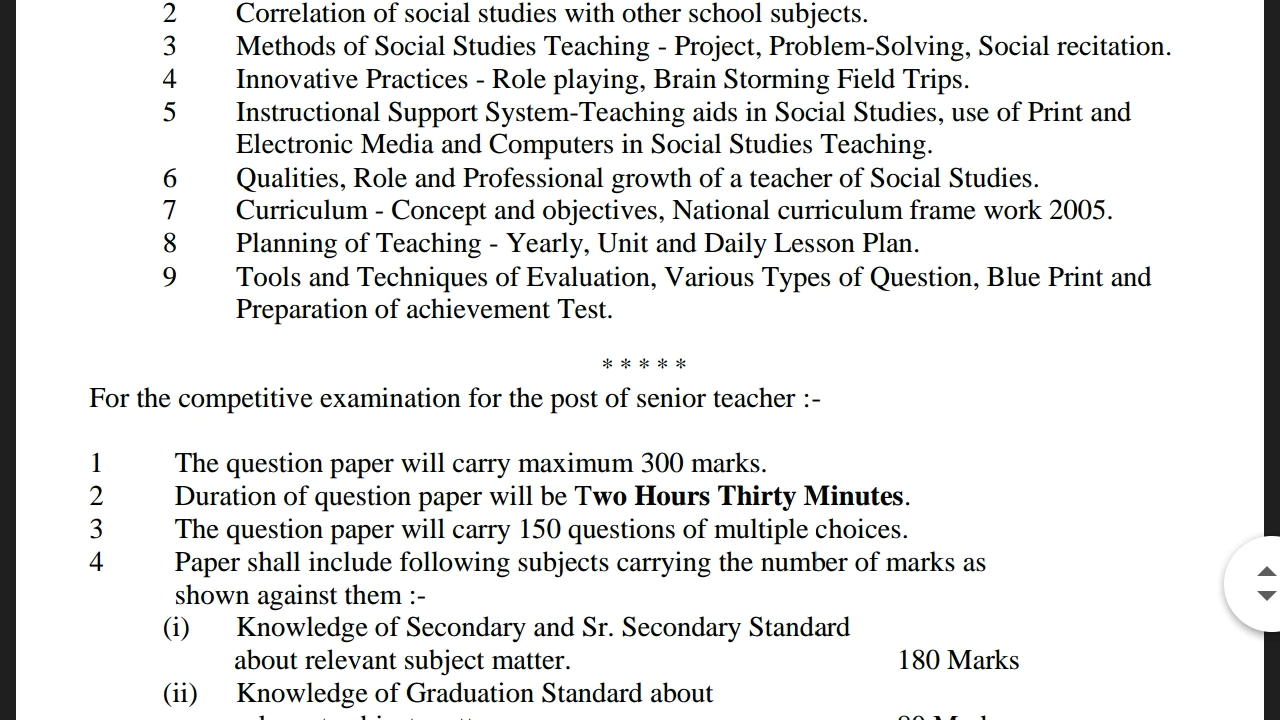 2 Correlation of social studies with other school subjects.
3 Methods of Social Studies Teaching - Project, Problem-Solving, Social recitation.
4 Innovative Practices - Role playing, Brain Storming Field Trips.
5 Instructional Support System-Teaching aids in Social Studies, use of Print and
Electronic Media and Computers in Social Studies Teaching.
6 Qualities, Role and Professional growth of a teacher of Social Studies.
7 Curriculum - Concept and objectives, National curriculum frame work 2005.
8 Planning of Teaching - Yearly, Unit and Daily Lesson Plan.
9 Tools and Techniques of Evaluation, Various Types of Question, Blue Print and
Preparation of achievement Test.
* * * * *
For the competitive examination for the post of senior teacher :-
1 The question paper will carry maximum 300 marks.
2 Duration of question paper will be Two Hours Thirty Minutes.
3 The question paper will carry 150 questions of multiple choices.
4 Paper shall include following subjects carrying the number of marks as
shown against them :-
(i) Knowledge of Secondary and Sr. Secondary Standard
about relevant subject matter. 180 Marks
(ii) Knowledge of Graduation Standard about